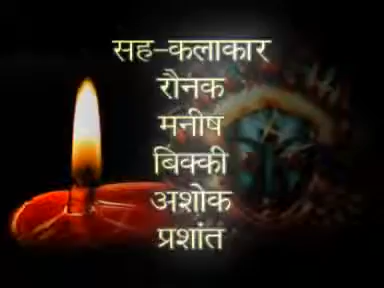 सह-कलाकार
रौनक
मनीष
बिक्की
अशोक
प्रशांत